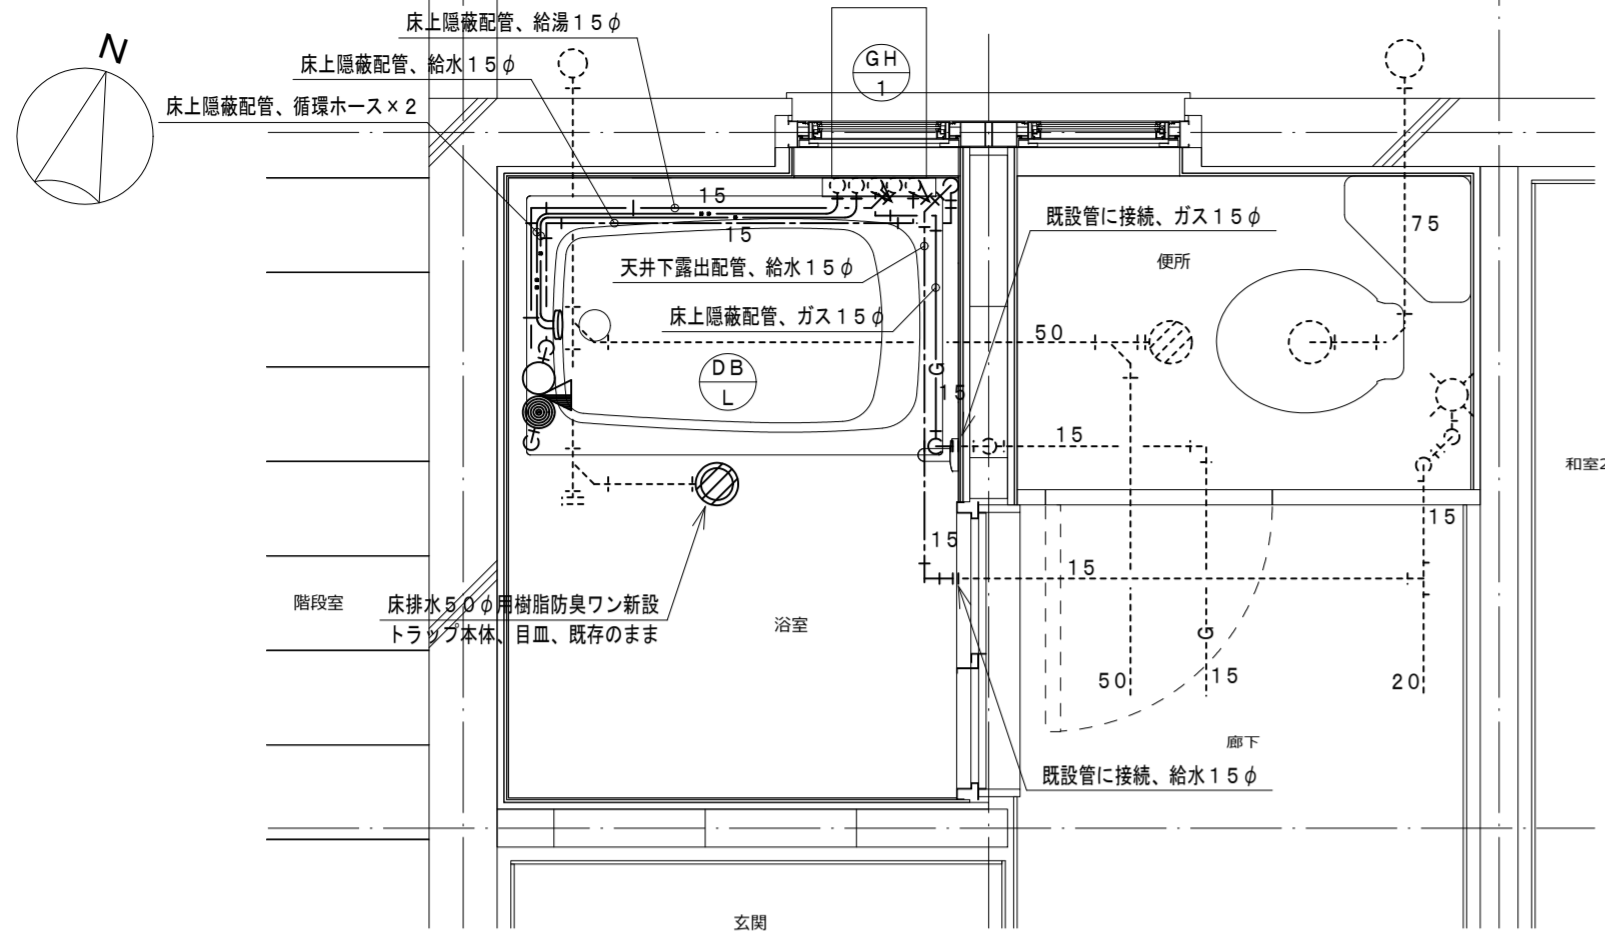 N
床上隠蔽配管、給湯１５φ
床上隠蔽配管、給水１５φ
床上隠蔽配管、循環ホース×２
GH
1
15
15
既設管に接続、ガス１５φ
75
便所
天井下露出配管、給水１５φ
床上隠蔽配管、ガス１５φ
50
DB
L
G
15
15
和室2
15
15
15
床排水５０φ用樹脂防臭ワン新設
トラップ本体、目皿、既存のまま
階段室
浴室
G
50
15
20
廊下
既設管に接続、給水１５φ
玄関